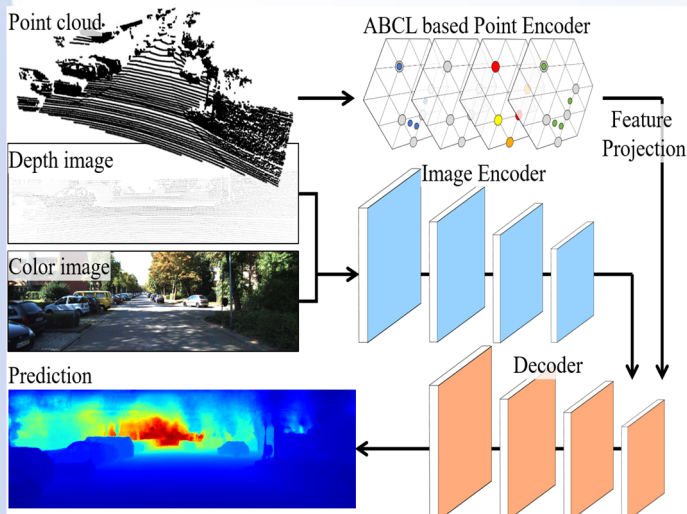 Point cloud
ABCL based Point Encoder
Feature
Projection
Depth image
Image Encoder
Color image
Decoder
Prediction